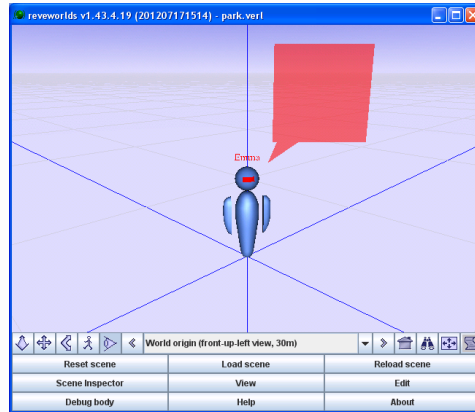 reveworlds v1.43.4.19 (201207171514) - park.verl
Emma
World origin (front-up-left view, 30m)
Reset scene
Load scene
Reload scene
Scene Inspector
View
Edit
Debug body
Help
About